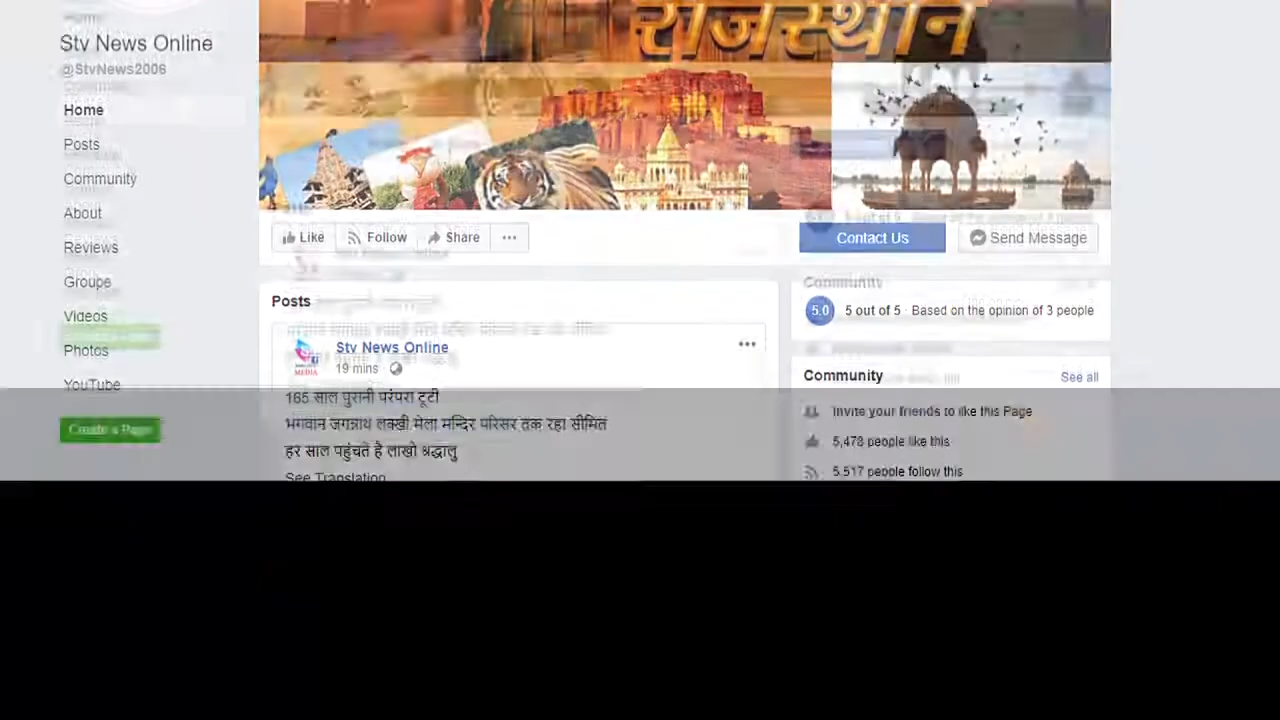 राजस्थान
Stv News Online
@StvNews2006
Home
Posts
Community
About
Reviews
Groups
Videos
Photos
YouTube
Create a Page
Like
Follow
Share
Contact Us
Send Message
Posts
Stv News Online
19 mins
MEDIA
165 साल पुरानी परंपरा टूटी
भगवान जगन्नाथ लक्खी मेला मन्दिर परिसर तक रहा सीमित
हर साल पहुंचते है लाखो श्रद्धालु
See Translation
Community
5.0
5 out of 5 · Based on the opinion of 3 people
Community
See all
Invite your friends to like this Page
5,478 people like this
5,517 people follow this